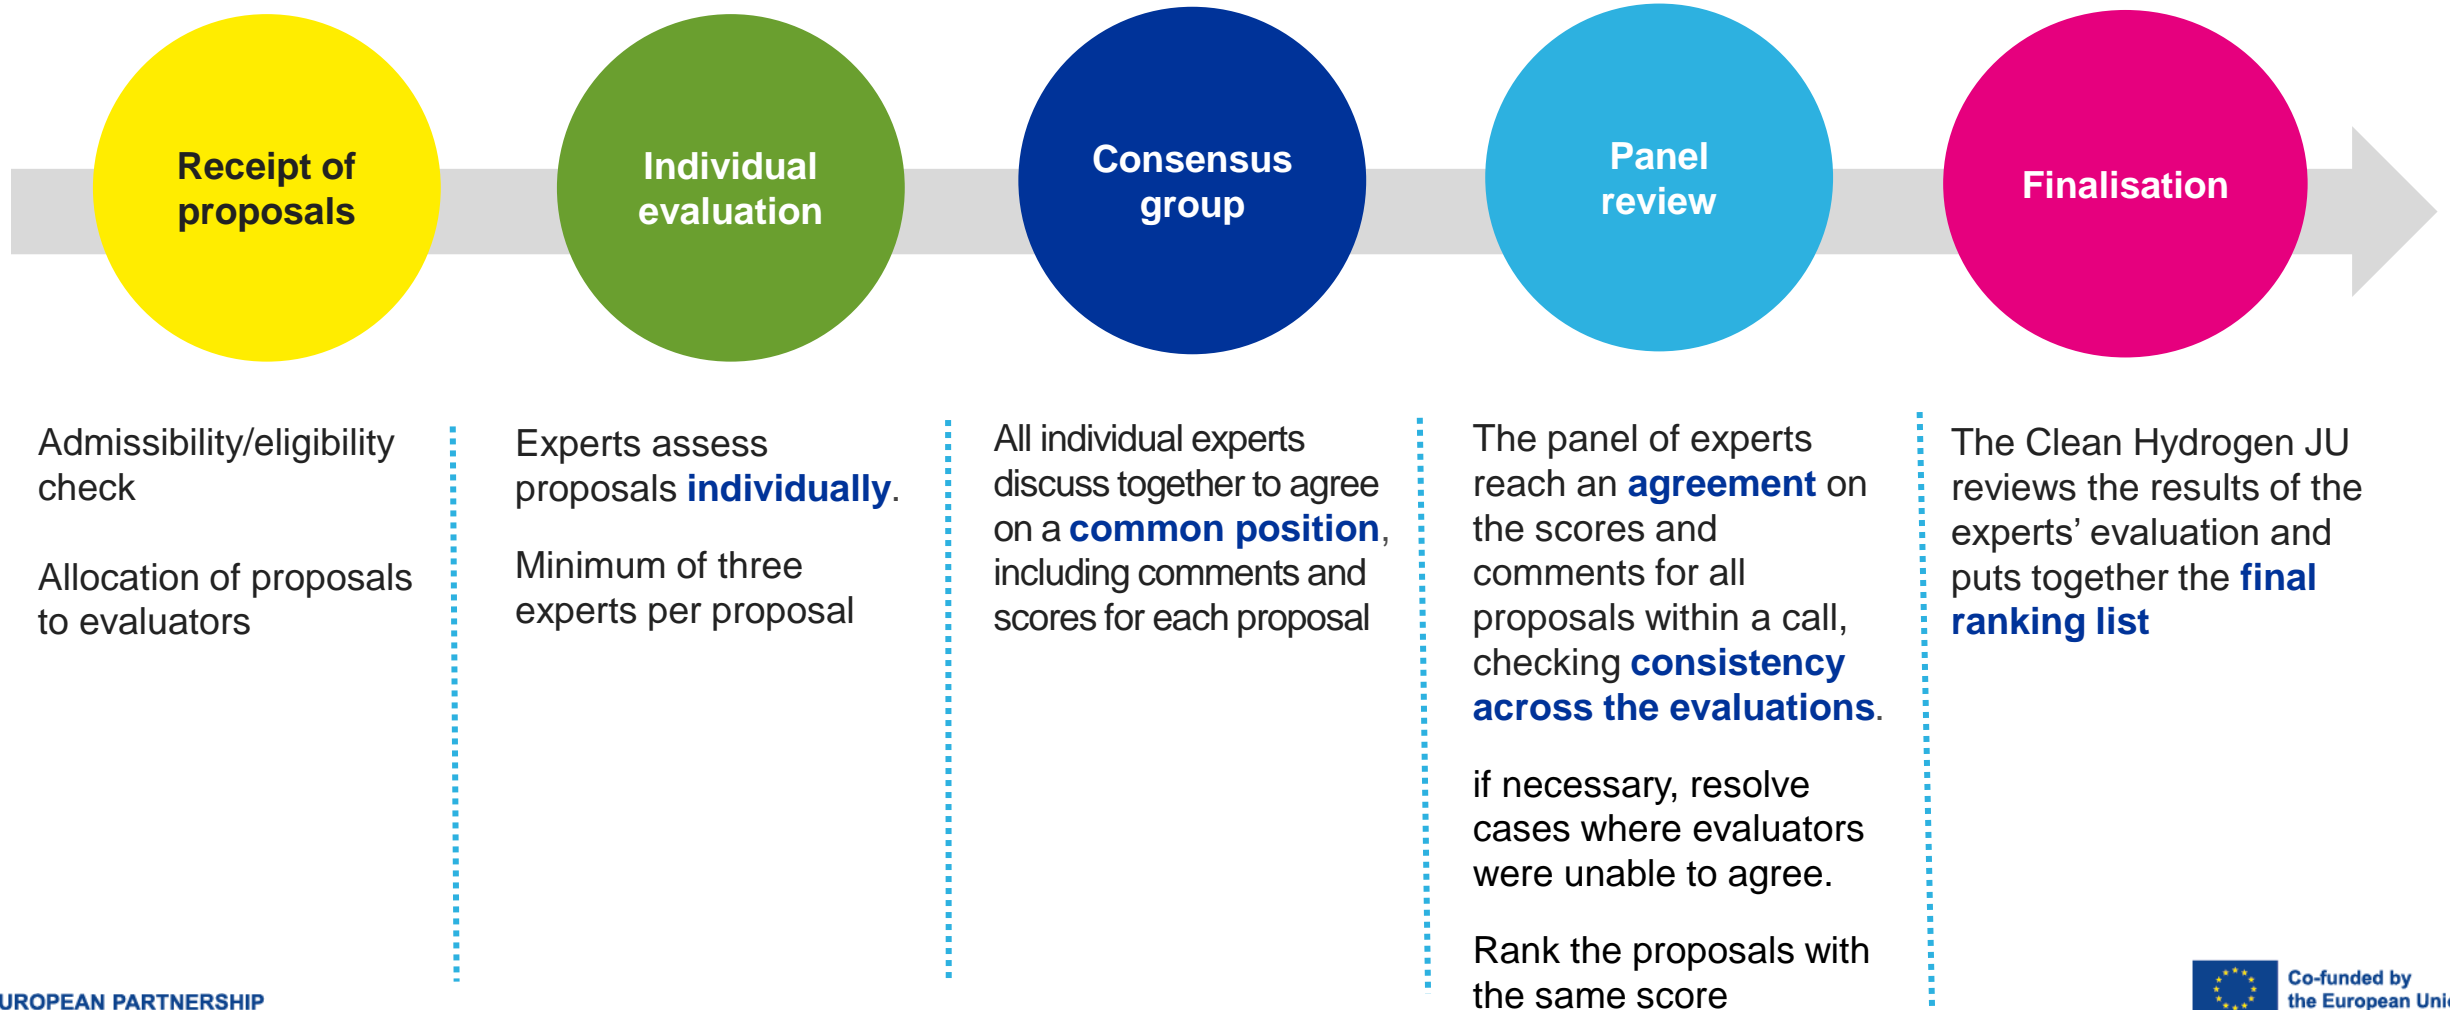 Receipt of
proposals
Individual
evaluation
Consensus
group
Panel
review
Finalisation
Admissibility/eligibility
check
Allocation of proposals
to evaluators
Experts assess
proposals individually.
Minimum of three
experts per proposal
All individual experts
discuss together to agree
on a common position,
including comments and
scores for each proposal
The panel of experts
reach an agreement on
the scores and
comments for all
proposals within a call,
checking consistency
across the evaluations.
if necessary, resolve
cases where evaluators
were unable to agree.
Rank the proposals with
the same score
The Clean Hydrogen JU
reviews the results of the
experts’ evaluation and
puts together the final
ranking list
UROPEAN PARTNERSHIP
Co-funded by
the European Unio